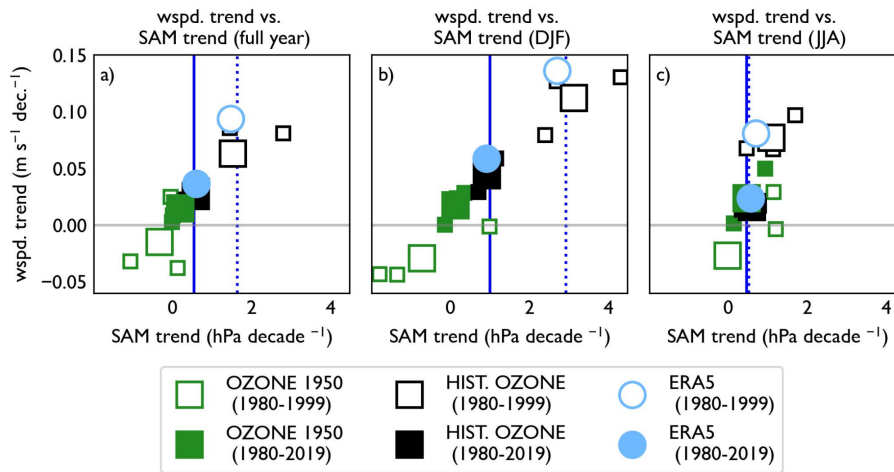 wspd. trend vs.
SAM trend (full year)
wspd. trend vs.
SAM trend (DJF)
wspd. trend vs.
SAM trend (JJA)
wspd. trend (m s⁻¹ dec.⁻¹)
0.15
0.10
0.05
0.00
−0.05
a)
b)
c)
0 2 4
0 2 4
0 2 4
SAM trend (hPa decade ⁻¹)
SAM trend (hPa decade ⁻¹)
SAM trend (hPa decade ⁻¹)
OZONE 1950
(1980-1999)
HIST. OZONE
(1980-1999)
ERA5
(1980-1999)
OZONE 1950
(1980-2019)
HIST. OZONE
(1980-2019)
ERA5
(1980-2019)